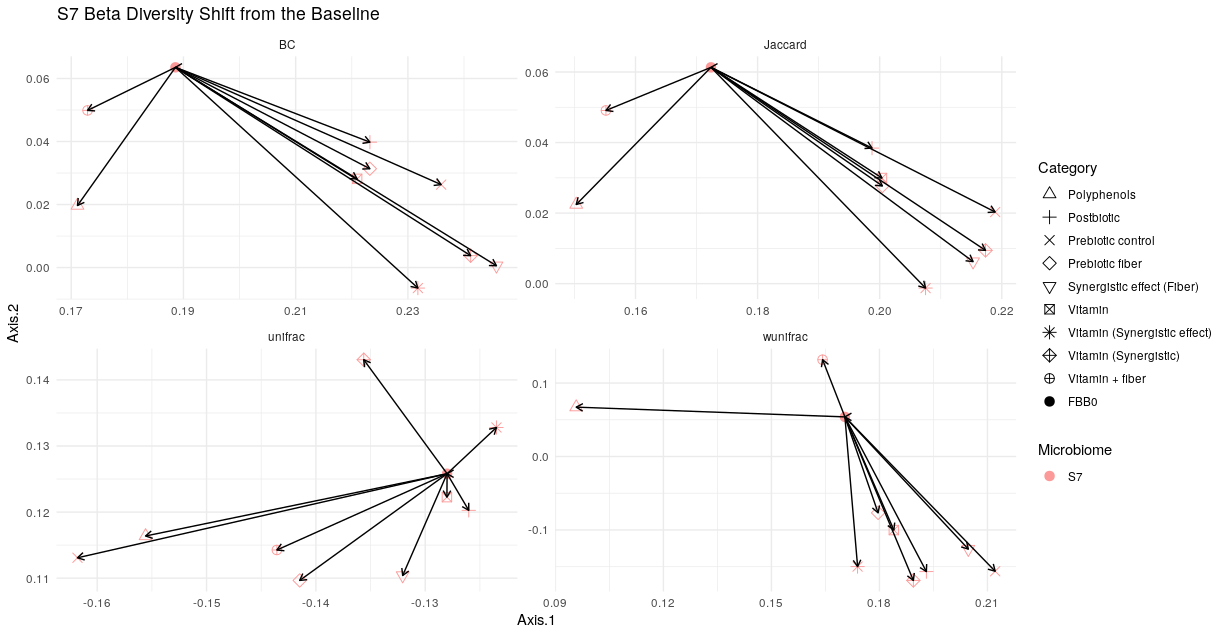 S7 Beta Diversity Shift from the Baseline
BC
Jaccard
0.06
0.04
0.02
0.00
0.17
0.19
0.21
0.23
0.06
0.04
0.02
0.00
0.16
0.18
0.20
0.22
Axis.2
unifrac
wunifrac
0.14
0.13
0.12
0.11
-0.16
-0.15
-0.14
-0.13
0.1
0.0
-0.1
0.09
0.12
0.15
0.18
0.21
Axis.1
Category
Polyphenols
Postbiotic
Prebiotic control
Prebiotic fiber
Synergistic effect (Fiber)
Vitamin
Vitamin (Synergistic effect)
Vitamin (Synergistic)
Vitamin + fiber
FBB0
Microbiome
S7